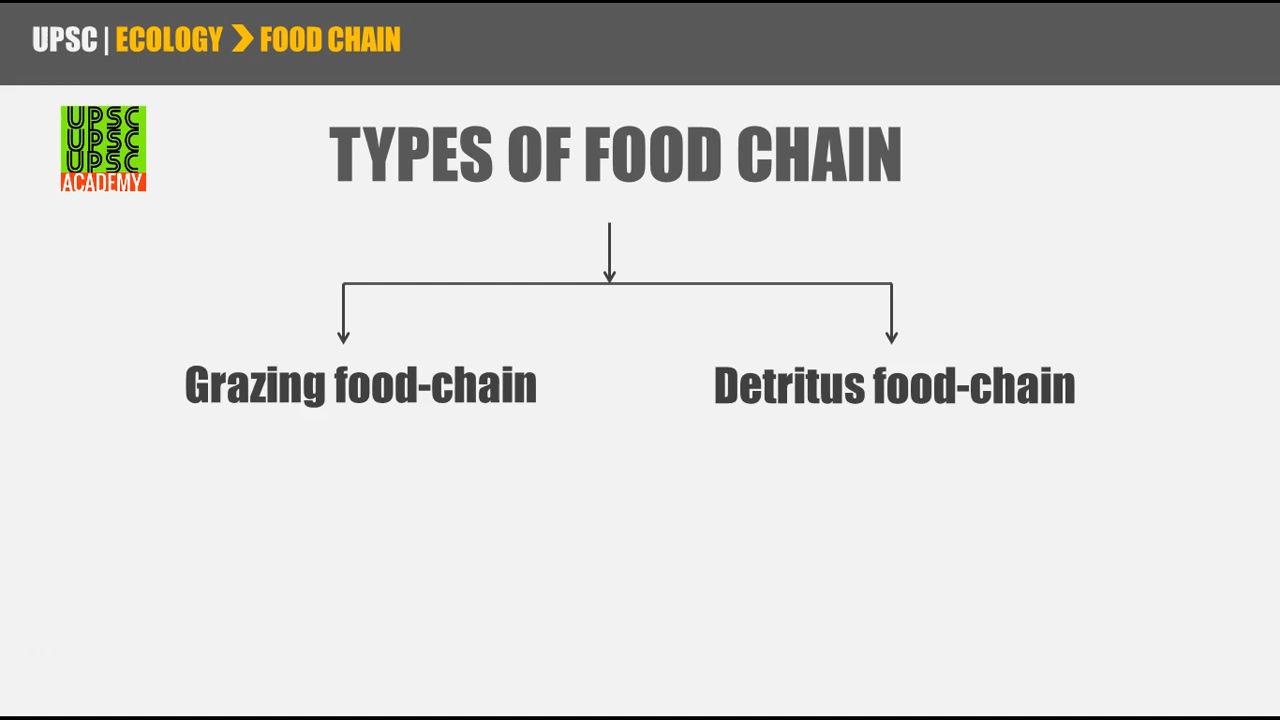 UPSC | ECOLOGY FOOD CHAIN
UPSC
UPSC
UPSC
ACADEMY
TYPES OF FOOD CHAIN
Grazing food-chain
Detritus food-chain